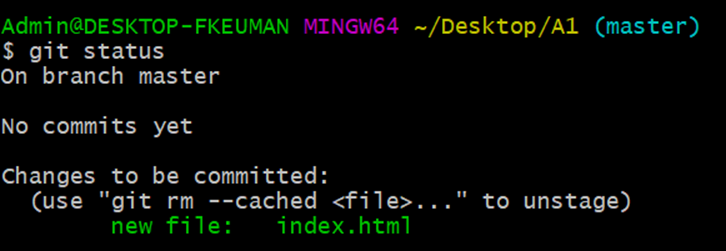 Admin@DESKTOP-FKEUMAN MINGW64 ~/Desktop/A1 (master)
$ git status
On branch master
No commits yet
Changes to be committed:
(use "git rm --cached <file>..." to unstage)
new file: index.html